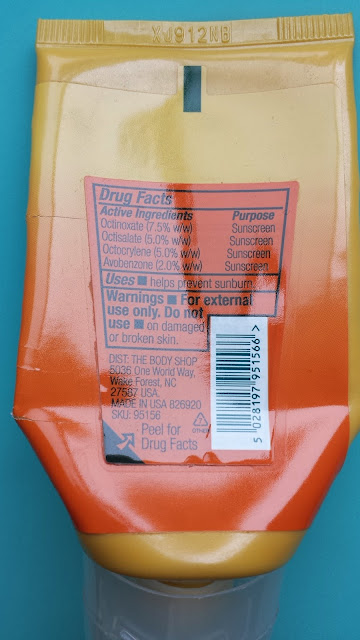 XJ912NB
Drug Facts
Active Ingredients Purpose
Octinoxate (7.5% w/w) Sunscreen
Octisalate (5.0% w/w) Sunscreen
Octocrylene (5.0% w/w) Sunscreen
Avobenzone (2.0% w/w) Sunscreen
Uses ■ helps prevent sunburn
Warnings ■ For external
use only. Do not
use ■ on damaged
or broken skin.
DIST: THE BODY SHOP
5036 One World Way,
Wake Forest, NC
27587 USA.
MADE IN USA 826920
SKU: 95156
OTHER
Peel for
Drug Facts
5 028197 951566 >